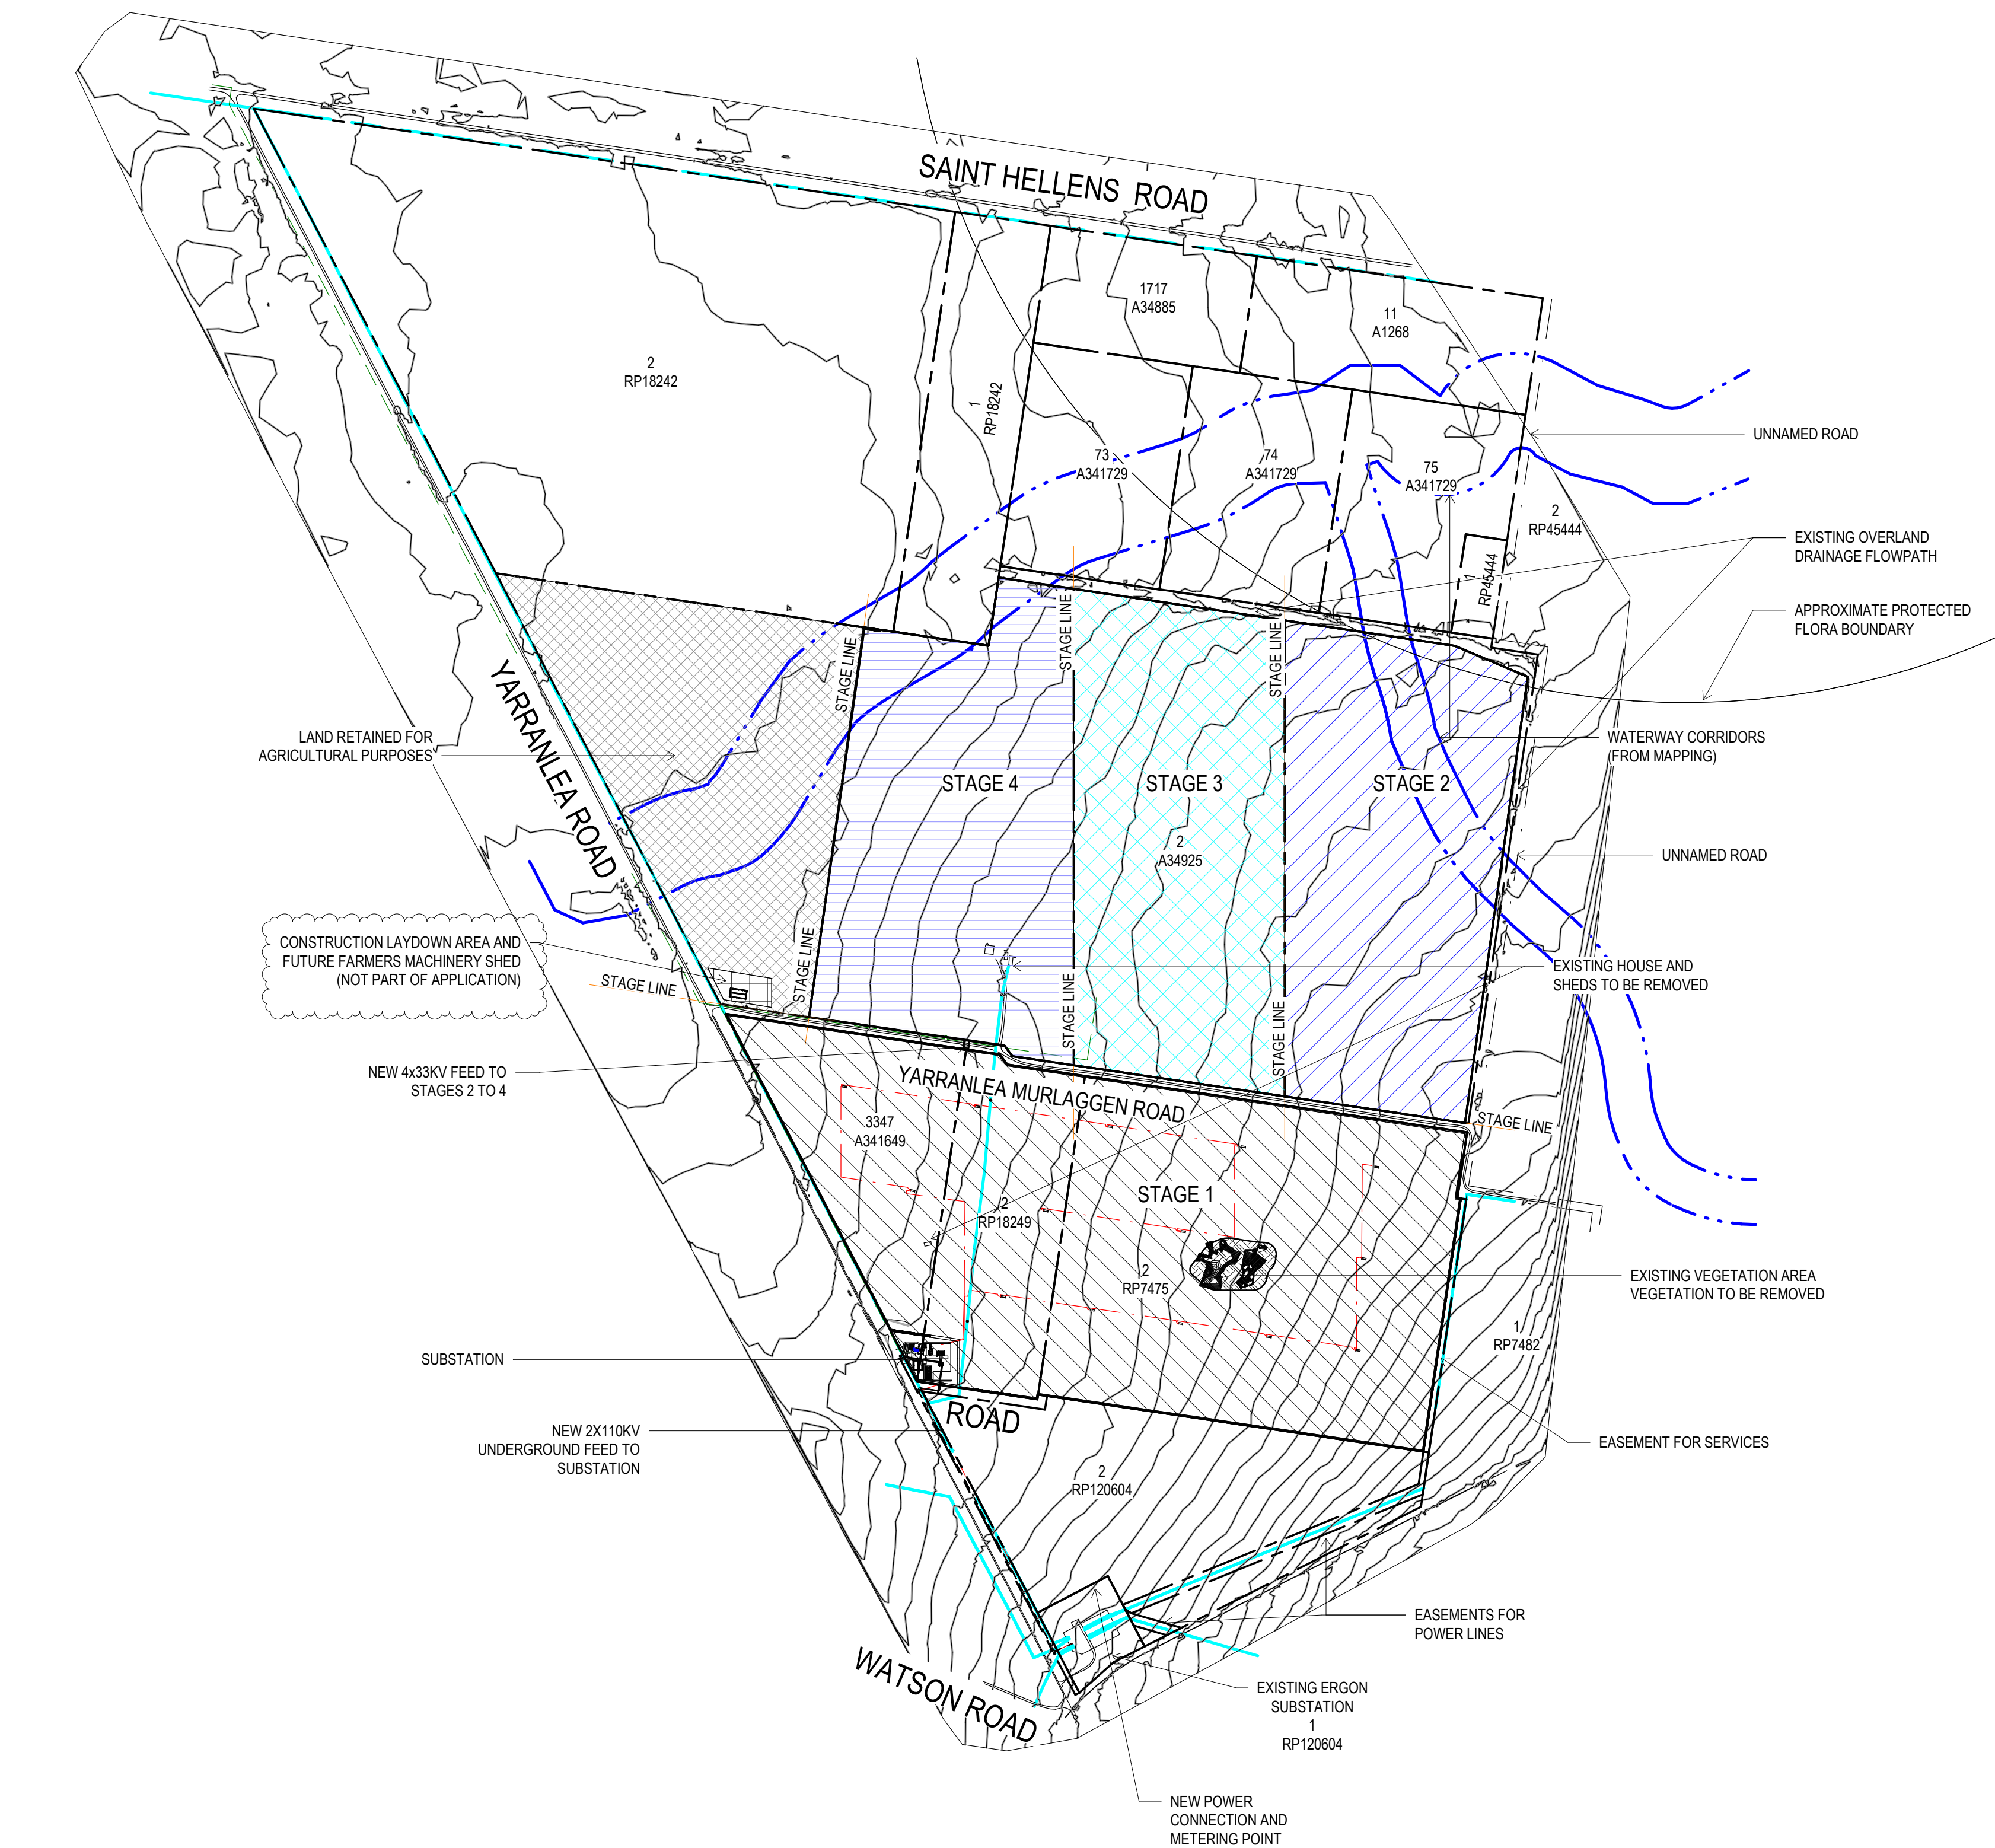 SAINT HELLENS ROAD
1717
A34885
11
A1268
2
RP18242
1
RP18242
UNNAMED ROAD
73
A341729
74
A341729
75
A341729
2
RP45444
EXISTING OVERLAND
DRAINAGE FLOWPATH
1
RP45444
APPROXIMATE PROTECTED
FLORA BOUNDARY
STAGE LINE
STAGE LINE
STAGE LINE
YARRANLEA ROAD
LAND RETAINED FOR
AGRICULTURAL PURPOSES
WATERWAY CORRIDORS
(FROM MAPPING)
STAGE 4
STAGE 3
STAGE 2
2
A34925
UNNAMED ROAD
CONSTRUCTION LAYDOWN AREA AND
FUTURE FARMERS MACHINERY SHED
(NOT PART OF APPLICATION)
STAGE LINE
STAGE LINE
STAGE LINE
STAGE LINE
EXISTING HOUSE AND
SHEDS TO BE REMOVED
NEW 4x33KV FEED TO
STAGES 2 TO 4
YARRANLEA MURLAGGEN ROAD
STAGE LINE
3347
A341649
STAGE 1
2
RP18249
2
RP7475
EXISTING VEGETATION AREA
VEGETATION TO BE REMOVED
1
RP7482
SUBSTATION
ROAD
NEW 2X110KV
UNDERGROUND FEED TO
SUBSTATION
EASEMENT FOR SERVICES
2
RP120604
EASEMENTS FOR
POWER LINES
WATSON ROAD
EXISTING ERGON
SUBSTATION
1
RP120604
NEW POWER
CONNECTION AND
METERING POINT